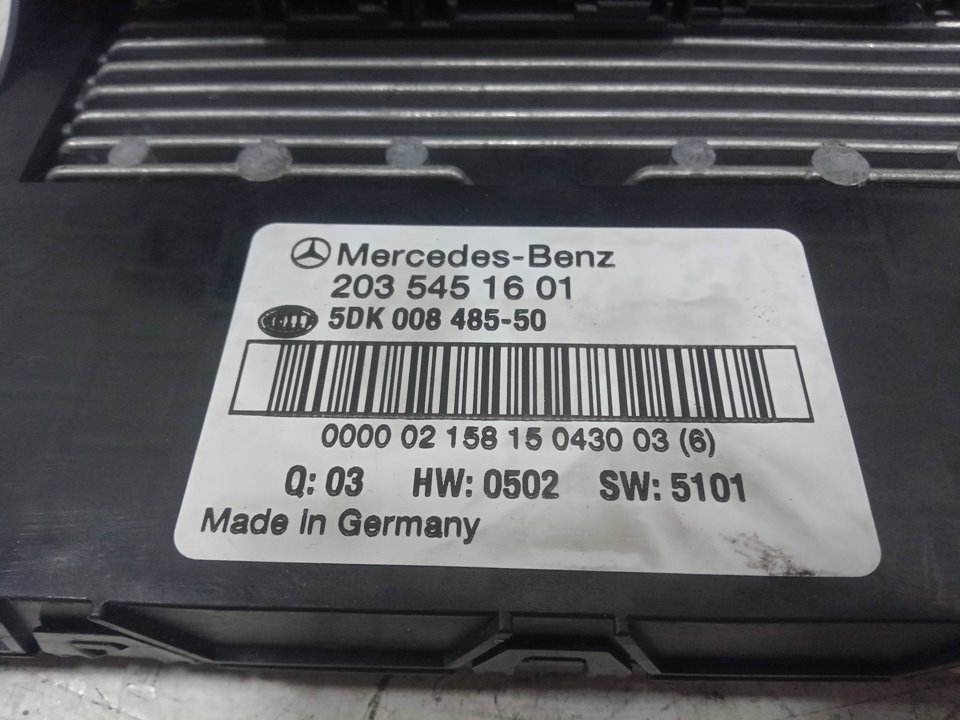 Mercedes-Benz
203 545 16 01
5DK 008 485-50
0000 02 158 15 0430 03 (6)
Q: 03 HW: 0502 SW: 5101
Made in Germany